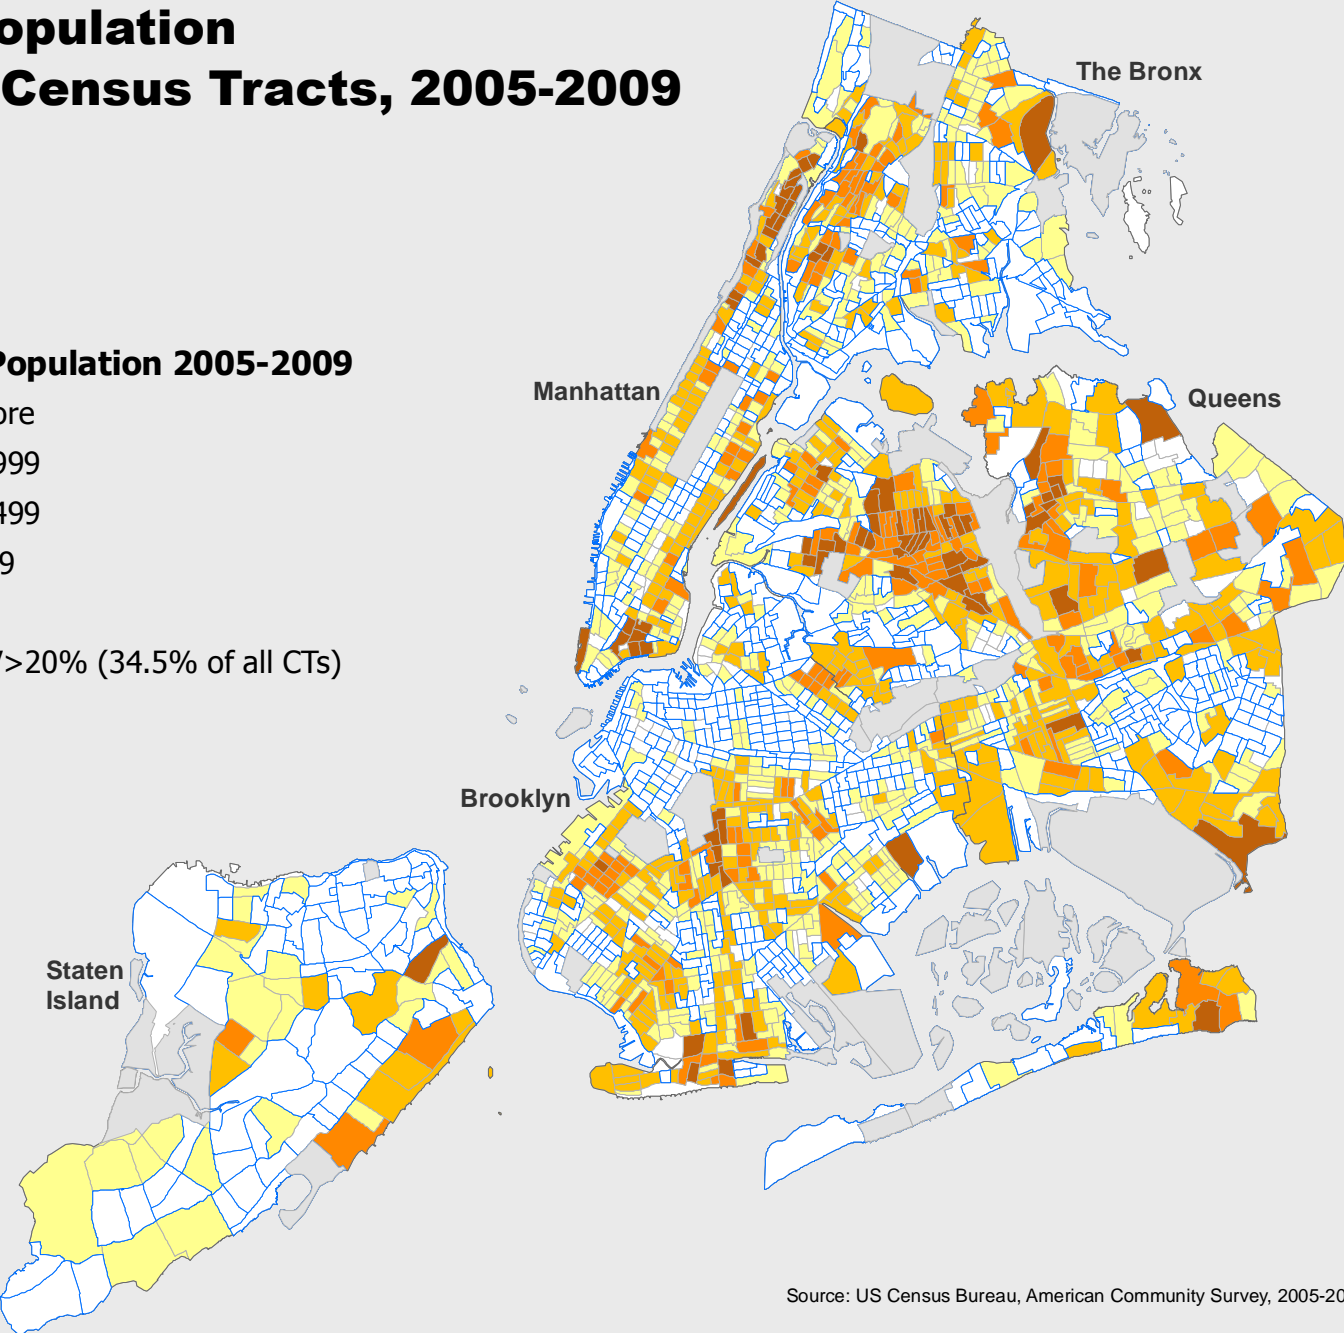 opulation
Census Tracts, 2005-2009
The Bronx
Population 2005-2009
Manhattan
Queens
ore
999
499
9
/>20% (34.5% of all CTs)
Brooklyn
Staten
Island
Source: US Census Bureau, American Community Survey, 2005-20